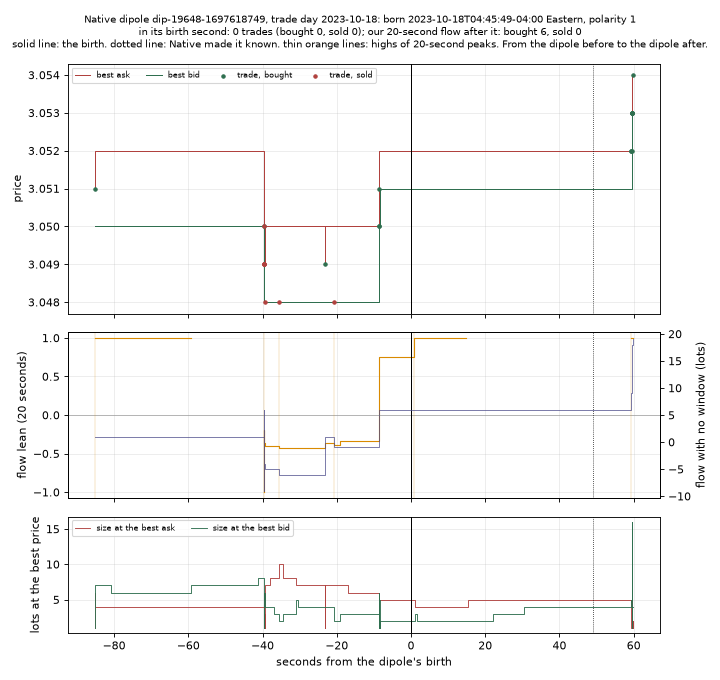 Native dipole dip-19648-1697618749, trade day 2023-10-18: born 2023-10-18T04:45:49-04:00 Eastern, polarity 1
in its birth second: 0 trades (bought 0, sold 0); our 20-second flow after it: bought 6, sold 0
solid line: the birth. dotted line: Native made it known. thin orange lines: highs of 20-second peaks. From the dipole before to the dipole after.
best ask
best bid
trade, bought
trade, sold
3.054
3.053
3.052
3.051
3.050
3.049
3.048
price
1.0
0.5
0.0
−0.5
−1.0
flow lean (20 seconds)
20
15
10
5
0
−5
−10
flow with no window (lots)
size at the best ask
size at the best bid
15
10
5
lots at the best price
−80
−60
−40
−20
0
20
40
60
seconds from the dipole's birth